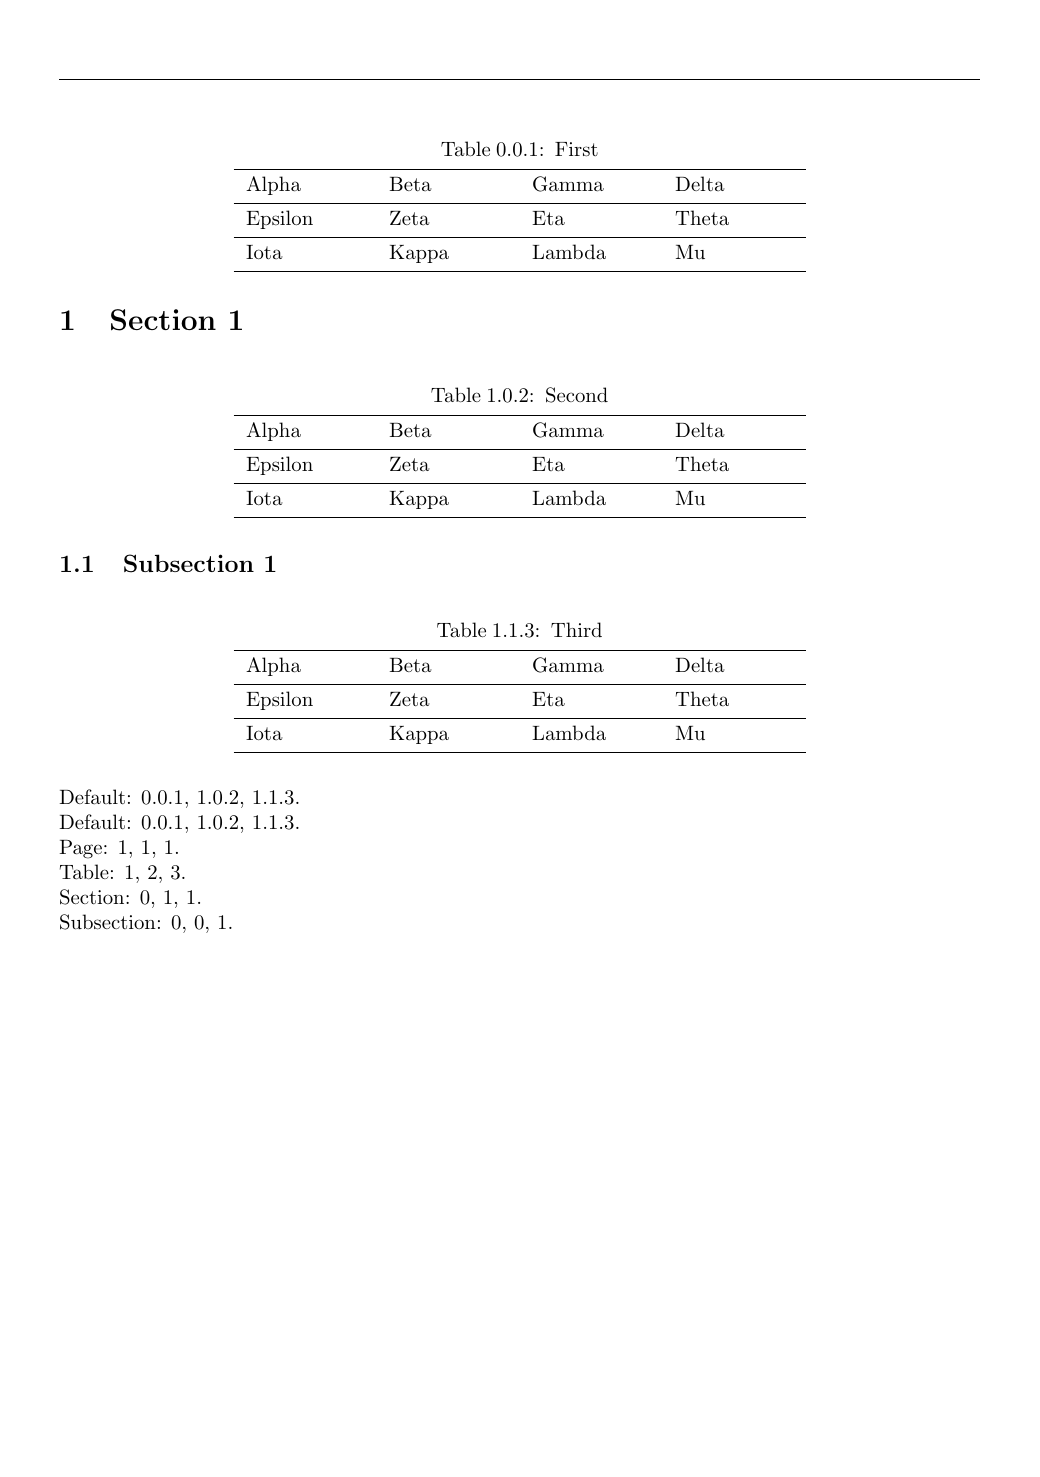 Table 0.0.1: First
Alpha Beta Gamma Delta
Epsilon Zeta Eta Theta
Iota Kappa Lambda Mu
1 Section 1
Table 1.0.2: Second
Alpha Beta Gamma Delta
Epsilon Zeta Eta Theta
Iota Kappa Lambda Mu
1.1 Subsection 1
Table 1.1.3: Third
Alpha Beta Gamma Delta
Epsilon Zeta Eta Theta
Iota Kappa Lambda Mu
Default: 0.0.1, 1.0.2, 1.1.3.
Default: 0.0.1, 1.0.2, 1.1.3.
Page: 1, 1, 1.
Table: 1, 2, 3.
Section: 0, 1, 1.
Subsection: 0, 0, 1.